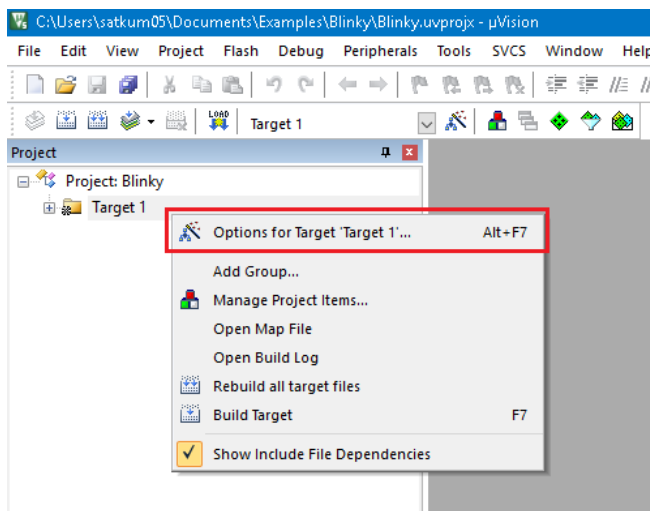 C:\Users\satkum05\Documents\Examples\Blinky\Blinky.uvprojx - µVision
File Edit View Project Flash Debug Peripherals Tools SVCS Window Help
LOAD Target 1
Project
Project: Blinky
Target 1
Options for Target 'Target 1'... Alt+F7
Add Group...
Manage Project Items...
Open Map File
Open Build Log
Rebuild all target files
Build Target F7
Show Include File Dependencies